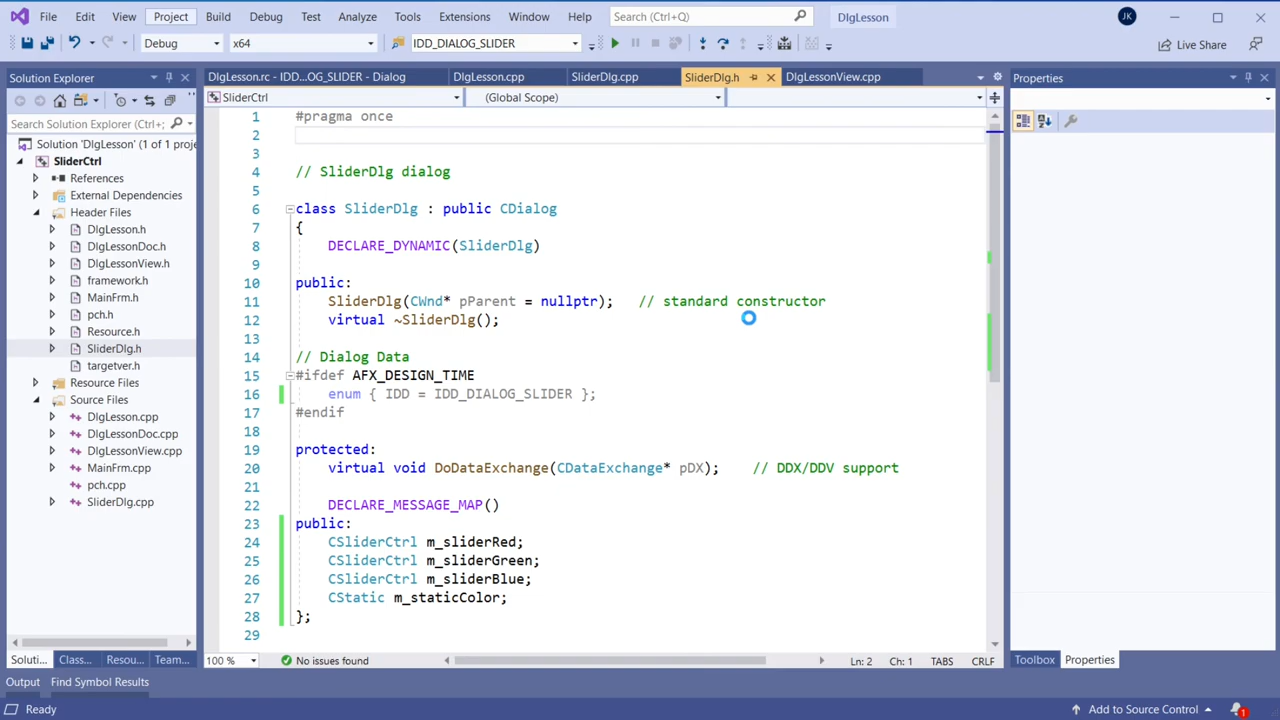 File Edit View Project Build Debug Test Analyze Tools Extensions Window Help Search (Ctrl+Q) DlgLesson JK
Debug x64 IDD_DIALOG_SLIDER Live Share
Solution Explorer
Search Solution Explorer (Ctrl+;
Solution 'DlgLesson' (1 of 1 proj
SliderCtrl
References
External Dependencies
Header Files
DlgLesson.h
DlgLessonDoc.h
DlgLessonView.h
framework.h
MainFrm.h
pch.h
Resource.h
SliderDlg.h
targetver.h
Resource Files
Source Files
DlgLesson.cpp
DlgLessonDoc.cpp
DlgLessonView.cpp
MainFrm.cpp
pch.cpp
SliderDlg.cpp
Soluti... Class... Resou... Team...
DlgLesson.rc - IDD...OG_SLIDER - Dialog DlgLesson.cpp SliderDlg.cpp SliderDlg.h DlgLessonView.cpp
SliderCtrl (Global Scope)
1 #pragma once
2
3
4 // SliderDlg dialog
5
6 class SliderDlg : public CDialog
7 {
8 DECLARE_DYNAMIC(SliderDlg)
9
10 public:
11 SliderDlg(CWnd* pParent = nullptr); // standard constructor
12 virtual ~SliderDlg();
13
14 // Dialog Data
15 #ifdef AFX_DESIGN_TIME
16 enum { IDD = IDD_DIALOG_SLIDER };
17 #endif
18
19 protected:
20 virtual void DoDataExchange(CDataExchange* pDX); // DDX/DDV support
21
22 DECLARE_MESSAGE_MAP()
23 public:
24 CSliderCtrl m_sliderRed;
25 CSliderCtrl m_sliderGreen;
26 CSliderCtrl m_sliderBlue;
27 CStatic m_staticColor;
28 };
29
100 % No issues found Ln: 2 Ch: 1 TABS CRLF
Properties
Toolbox Properties
Output Find Symbol Results
Ready Add to Source Control 1